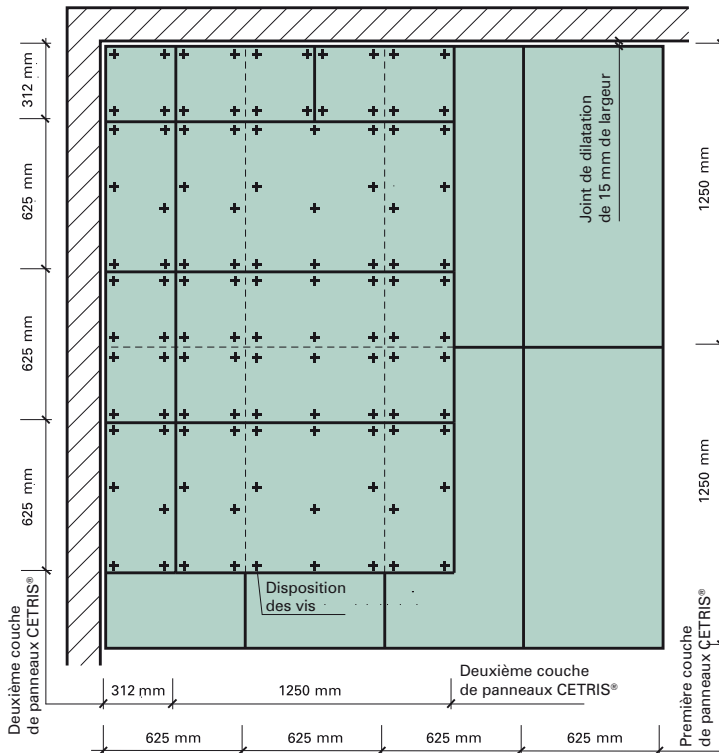 312 mm
625 mm
625 mm
625 mm
Joint de dilatation
de 15 mm de largeur
1250 mm
1250 mm
Disposition
des vis
Deuxième couche
de panneaux CETRIS®
312 mm
1250 mm
Deuxième couche
de panneaux CETRIS®
625 mm
625 mm
625 mm
625 mm
Première couche
de panneaux CETRIS®